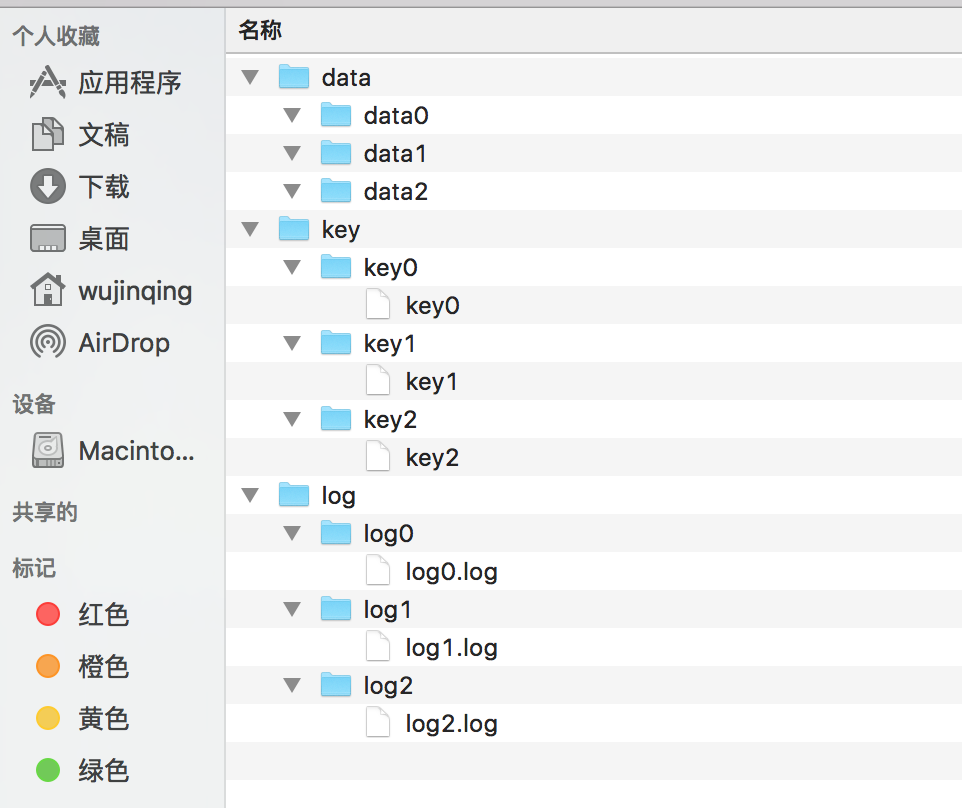 个人收藏
应用程序
文稿
下载
桌面
wujinqing
AirDrop
设备
Macinto...
共享的
标记
红色
橙色
黄色
绿色
名称
data
data0
data1
data2
key
key0
key0
key1
key1
key2
key2
log
log0
log0.log
log1
log1.log
log2
log2.log